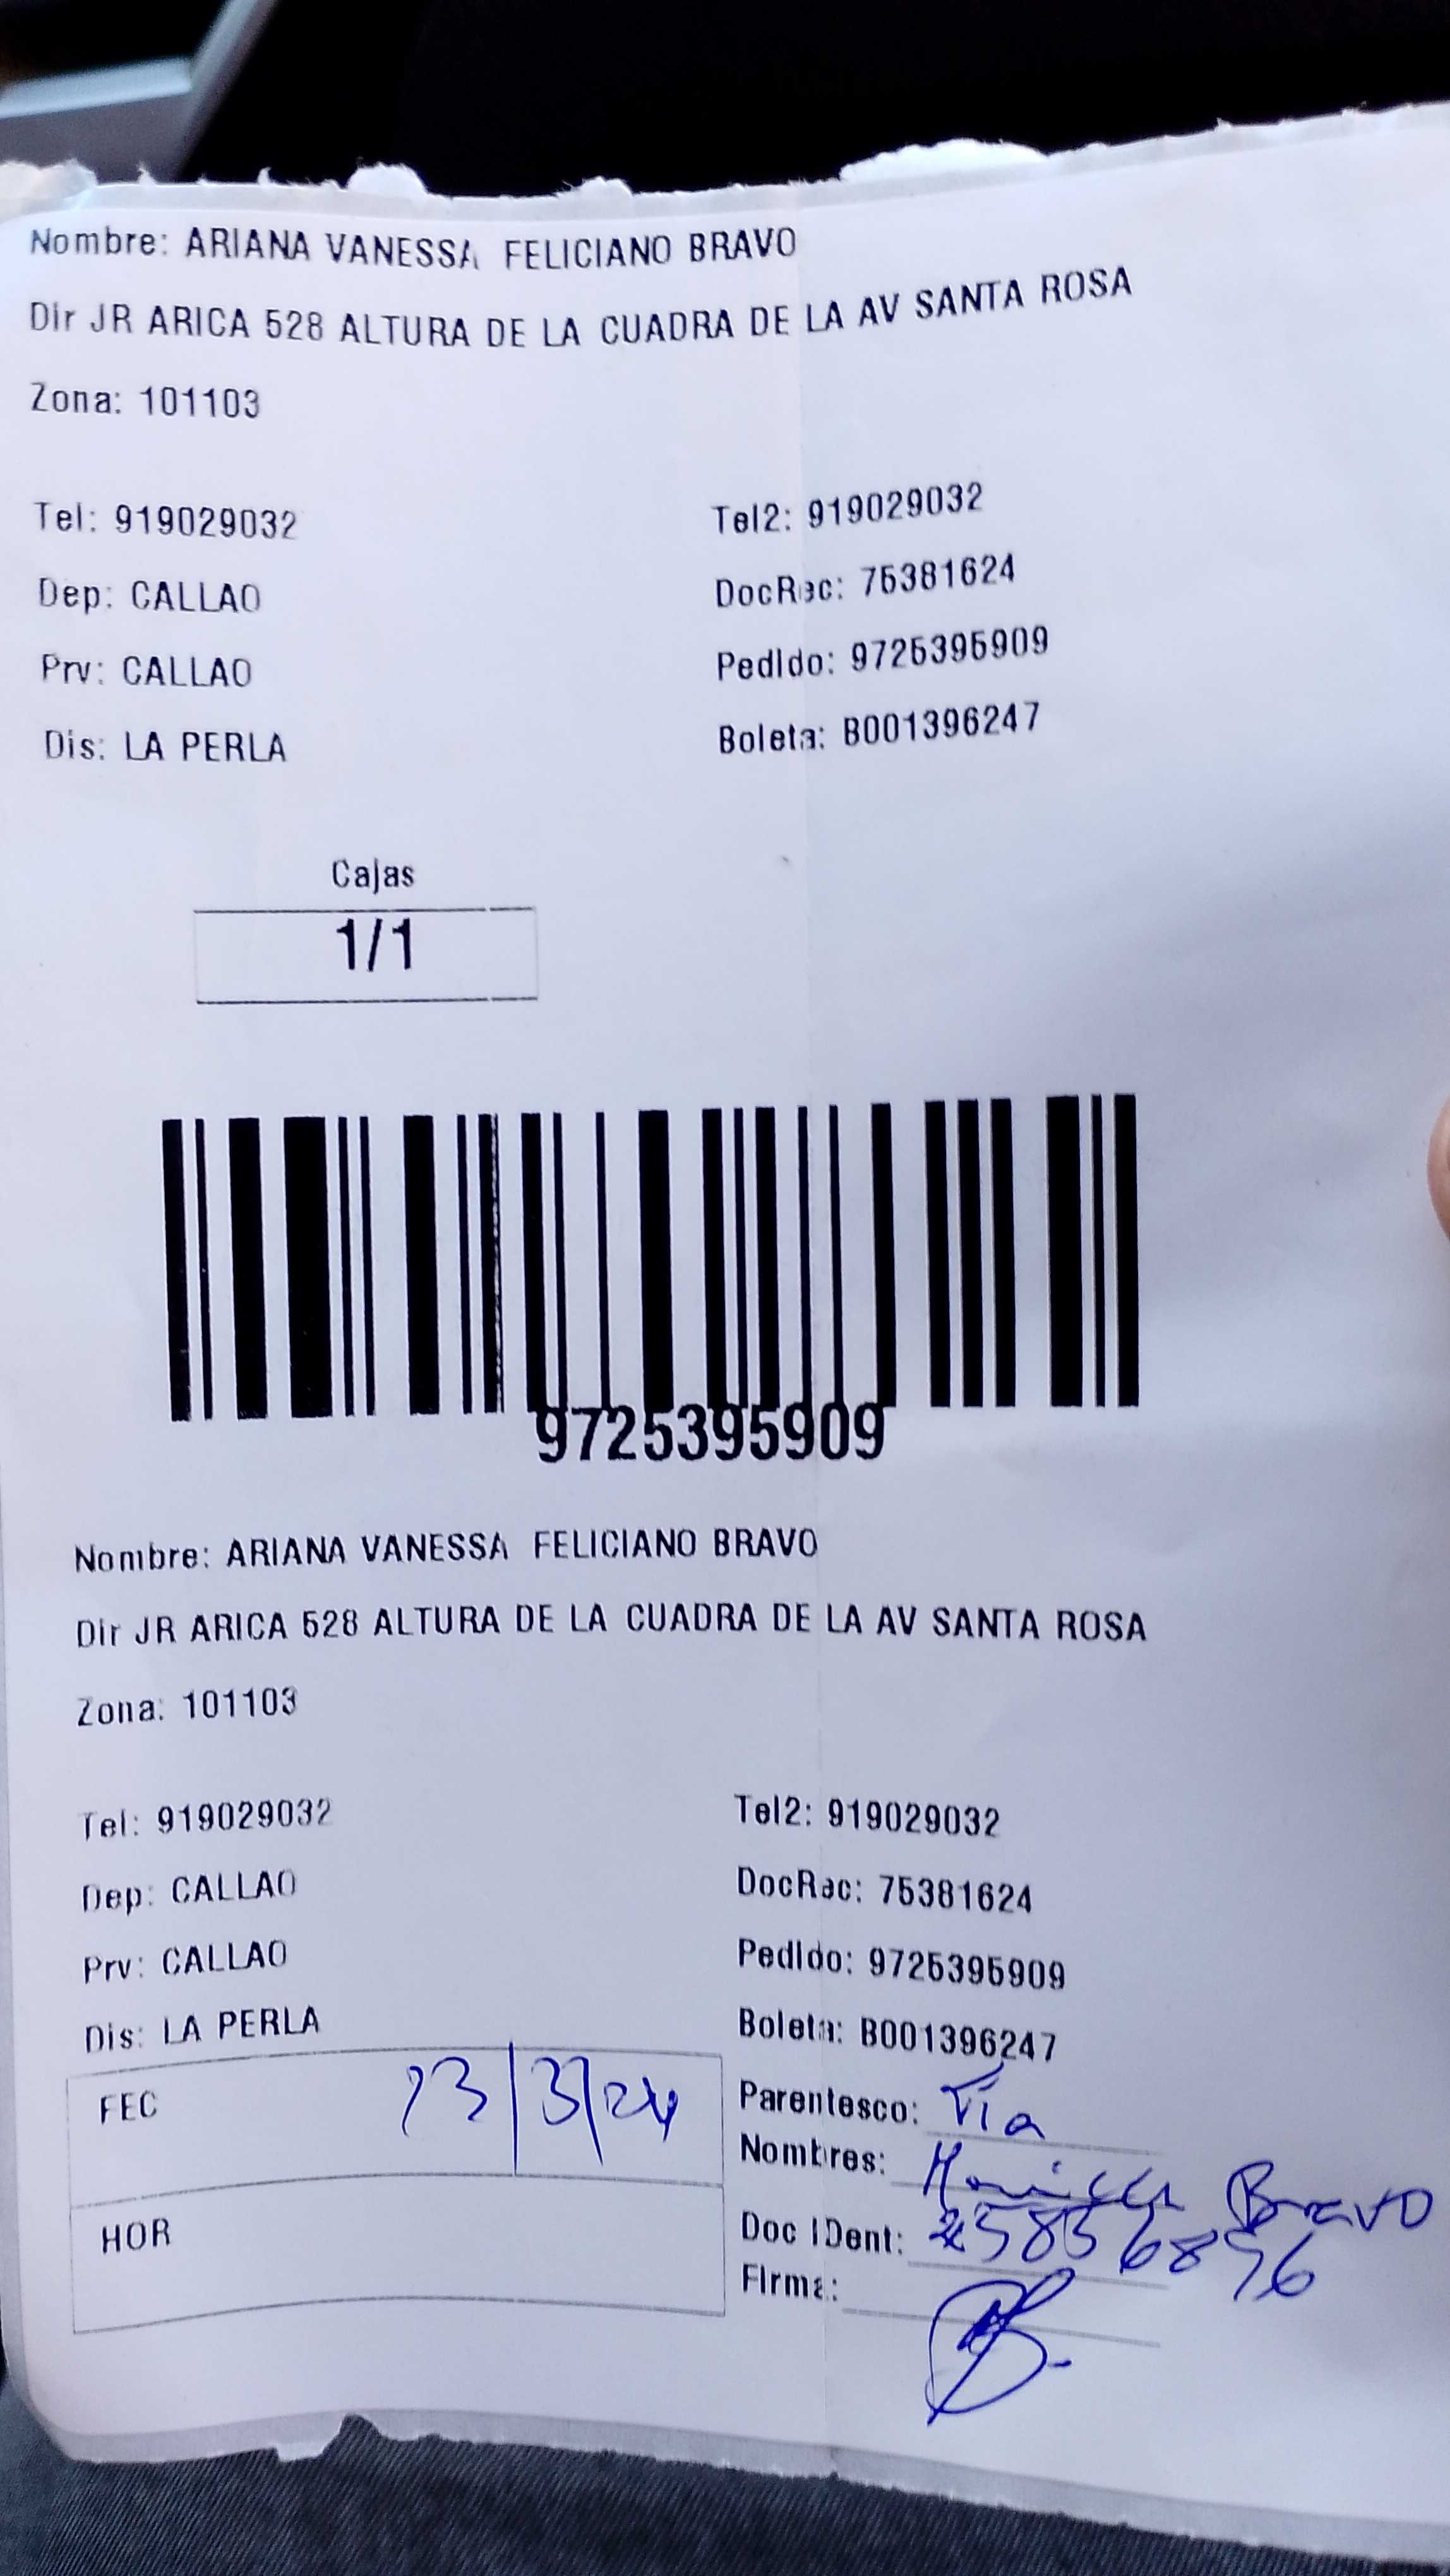 Nombre: ARIANA VANESSA FELICIANO BRAVO
Dir JR ARICA 528 ALTURA DE LA CUADRA DE LA AV SANTA ROSA
Zona: 101103
Tel: 919029032 Tel2: 919029032
Dep: CALLAO DocRec: 75381624
Prv: CALLAO Pedido: 9725395909
Dis: LA PERLA Boleta: B001396247
Cajas
1/1
9725395909
Nombre: ARIANA VANESSA FELICIANO BRAVO
Dir JR ARICA 528 ALTURA DE LA CUADRA DE LA AV SANTA ROSA
Zona: 101103
Tel: 919029032 Tel2: 919029032
Dep: CALLAO DocRec: 75381624
Prv: CALLAO Pedido: 9725395909
Dis: LA PERLA Boleta: B001396247
FEC Parentesco: Tía
Nombres: Bravo
HOR Doc IDent:
Firma: